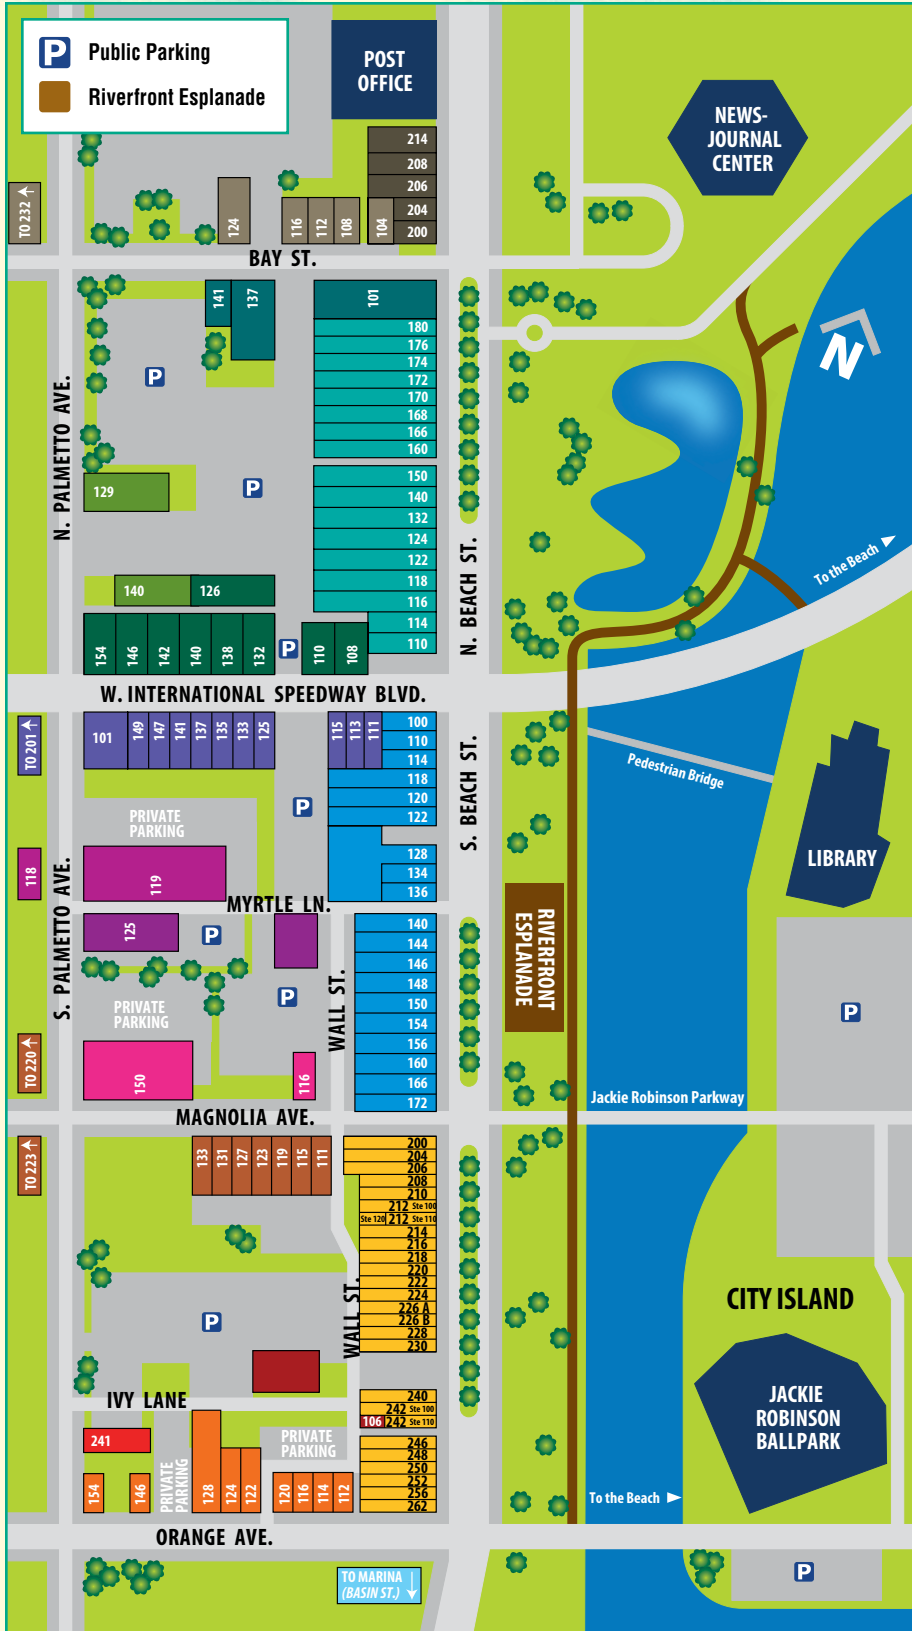 P Public Parking
Riverfront Esplanade
POST
OFFICE
NEWS-
JOURNAL
CENTER
214
208
206
204
200
TO 232
124
116
112
108
104
BAY ST.
141
137
101
180
176
174
172
170
168
166
160
N
P
N. PALMETTO AVE.
129
P
150
140
132
124
122
118
116
114
110
N. BEACH ST.
To the Beach
140
126
154
146
142
140
138
132
P
110
108
W. INTERNATIONAL SPEEDWAY BLVD.
TO 201
101
149
147
141
137
135
133
125
115
113
111
100
110
114
118
120
122
128
134
136
P
S. BEACH ST.
Pedestrian Bridge
LIBRARY
PRIVATE
PARKING
118
119
MYRTLE LN.
S. PALMETTO AVE.
125
P
WALL ST.
140
144
146
148
150
154
156
160
166
172
RIVERFRONT
ESPLANADE
P
P
PRIVATE
PARKING
TO 220
150
116
Jackie Robinson Parkway
MAGNOLIA AVE.
TO 223
133
131
127
123
119
115
111
200
204
206
208
210
212 Ste 100
Ste 120 212 Ste 110
214
216
218
220
222
224
226 A
226 B
228
230
WALL ST.
P
CITY ISLAND
JACKIE
ROBINSON
BALLPARK
IVY LANE
240
242 Ste 100
106 242 Ste 110
246
248
250
252
256
262
241
PRIVATE
PARKING
PRIVATE
PARKING
154
146
128
124
122
120
116
114
112
To the Beach
ORANGE AVE.
TO MARINA
(BASIN ST.)
P